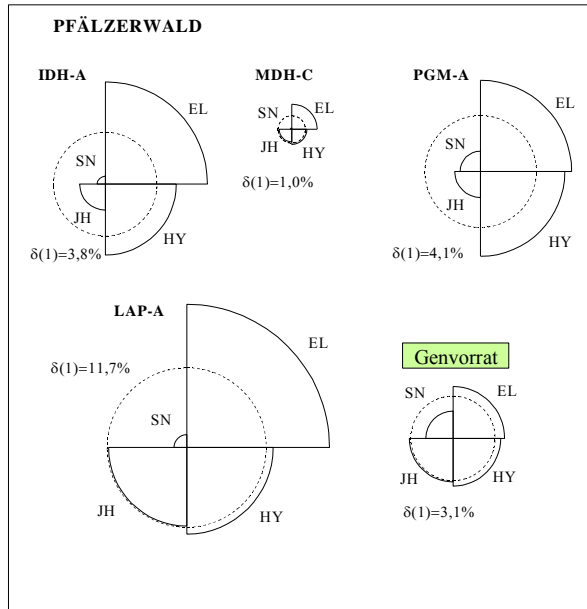 PFÄLZERWALD
IDH-A
EL
SN
JH
HY
δ(1)=3,8%
MDH-C
SN
EL
JH
HY
δ(1)=1,0%
PGM-A
EL
SN
JH
HY
δ(1)=4,1%
LAP-A
EL
δ(1)=11,7%
SN
JH
HY
Genvorrat
SN
EL
JH
HY
δ(1)=3,1%